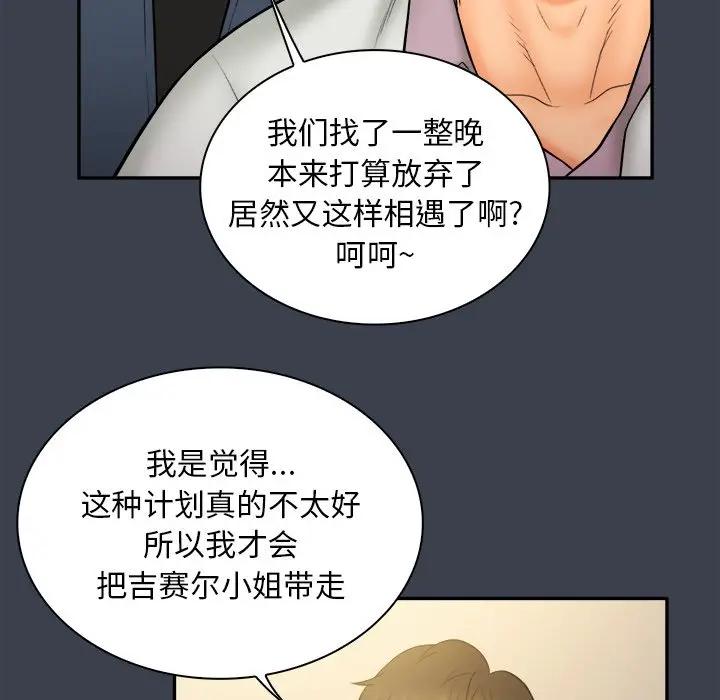 我们找了一整晚
本来打算放弃了
居然又这样相遇了啊?
呵呵~
我是觉得...
这种计划真的不太好
所以我才会
把吉赛尔小姐带走